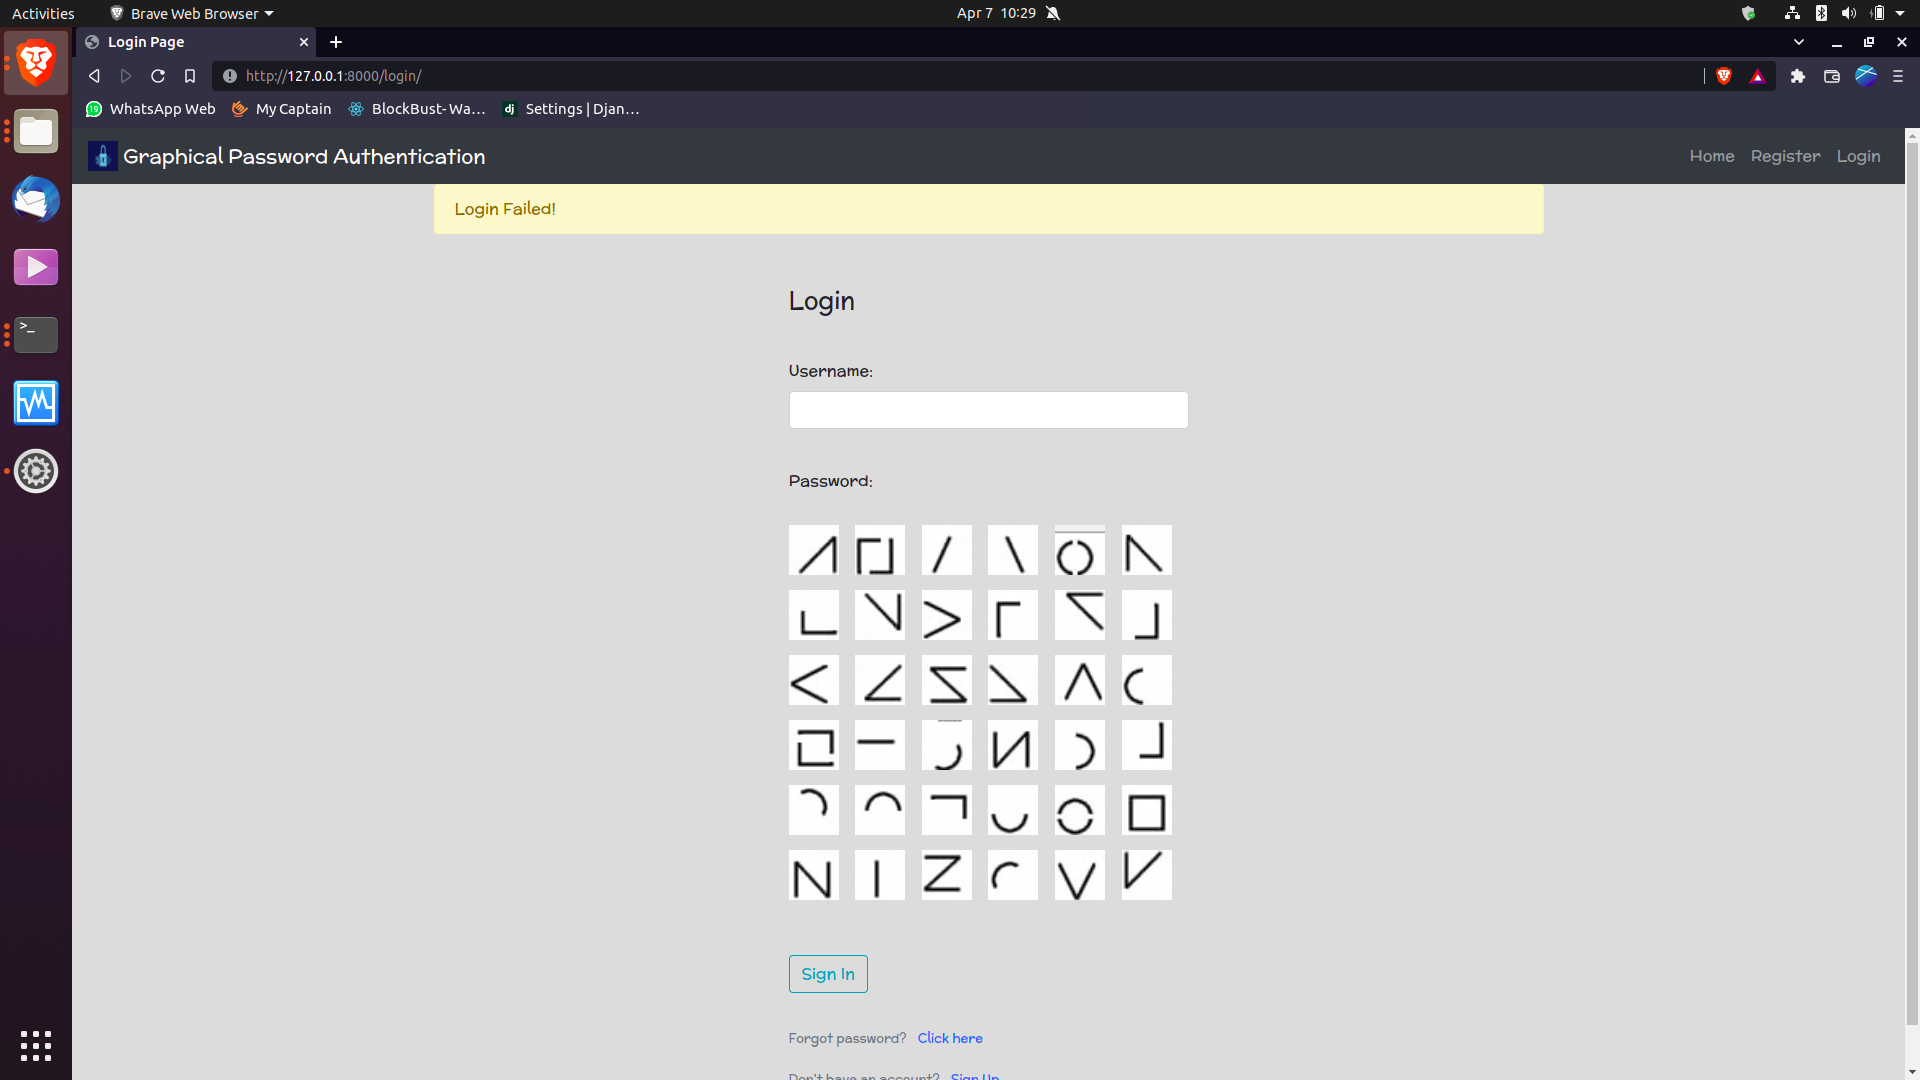 Activities Brave Web Browser Apr 7 10:29
Login Page
http://127.0.0.1:8000/login/
WhatsApp Web My Captain BlockBust- Wa... Settings | Djan...
Graphical Password Authentication Home Register Login
Login Failed!
Login
Username:
Password:
Sign In
Forgot password? Click here
Don't have an account? Sign Up